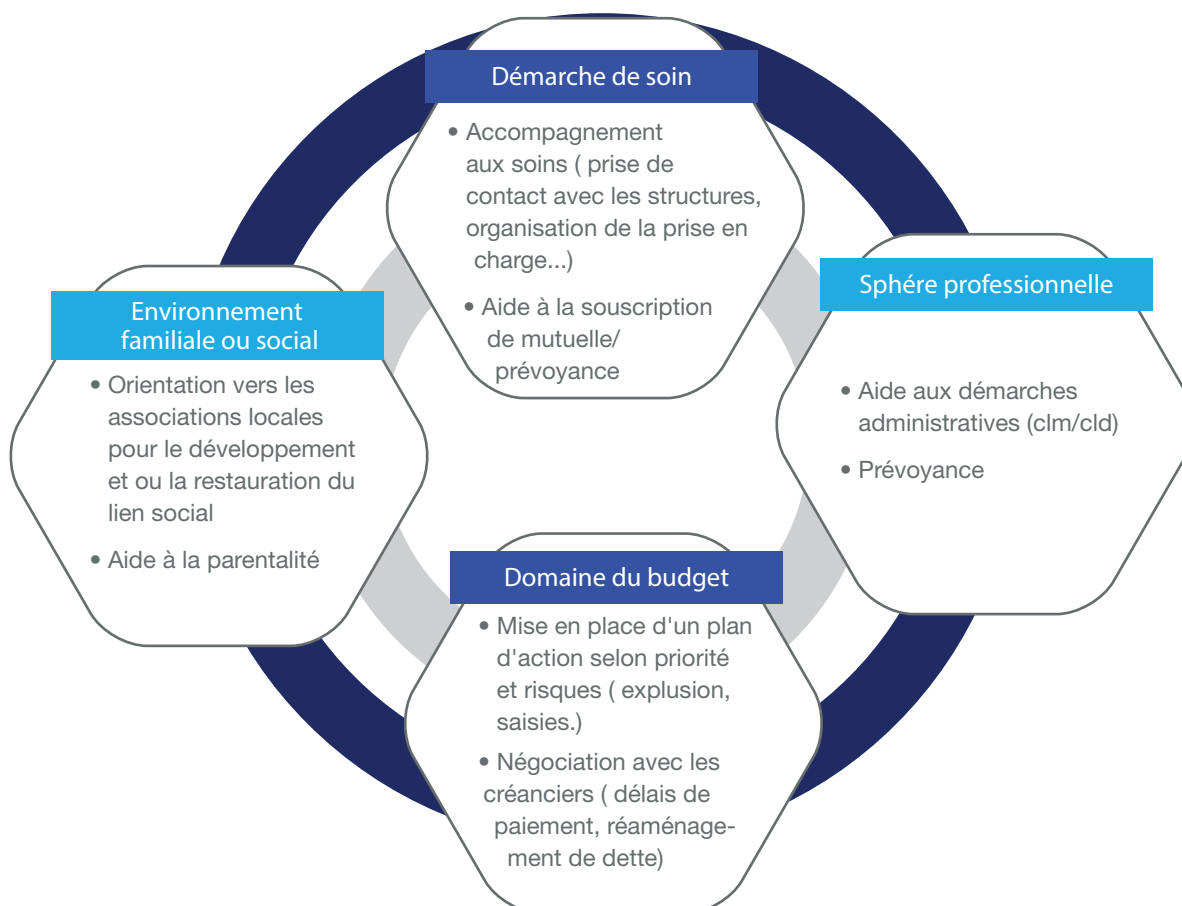 Démarche de soin
• Accompagnement
aux soins ( prise de
contact avec les structures,
organisation de la prise en
charge...)
• Aide à la souscription
de mutuelle/
prévoyance
Environnement
familiale ou social
• Orientation vers les
associations locales
pour le développement
et ou la restauration du
lien social
• Aide à la parentalité
Sphére professionnelle
• Aide aux démarches
administratives (clm/cld)
• Prévoyance
Domaine du budget
• Mise en place d'un plan
d'action selon priorité
et risques ( explusion,
saisies.)
• Négociation avec les
créanciers ( délais de
paiement, réaménage-
ment de dette)